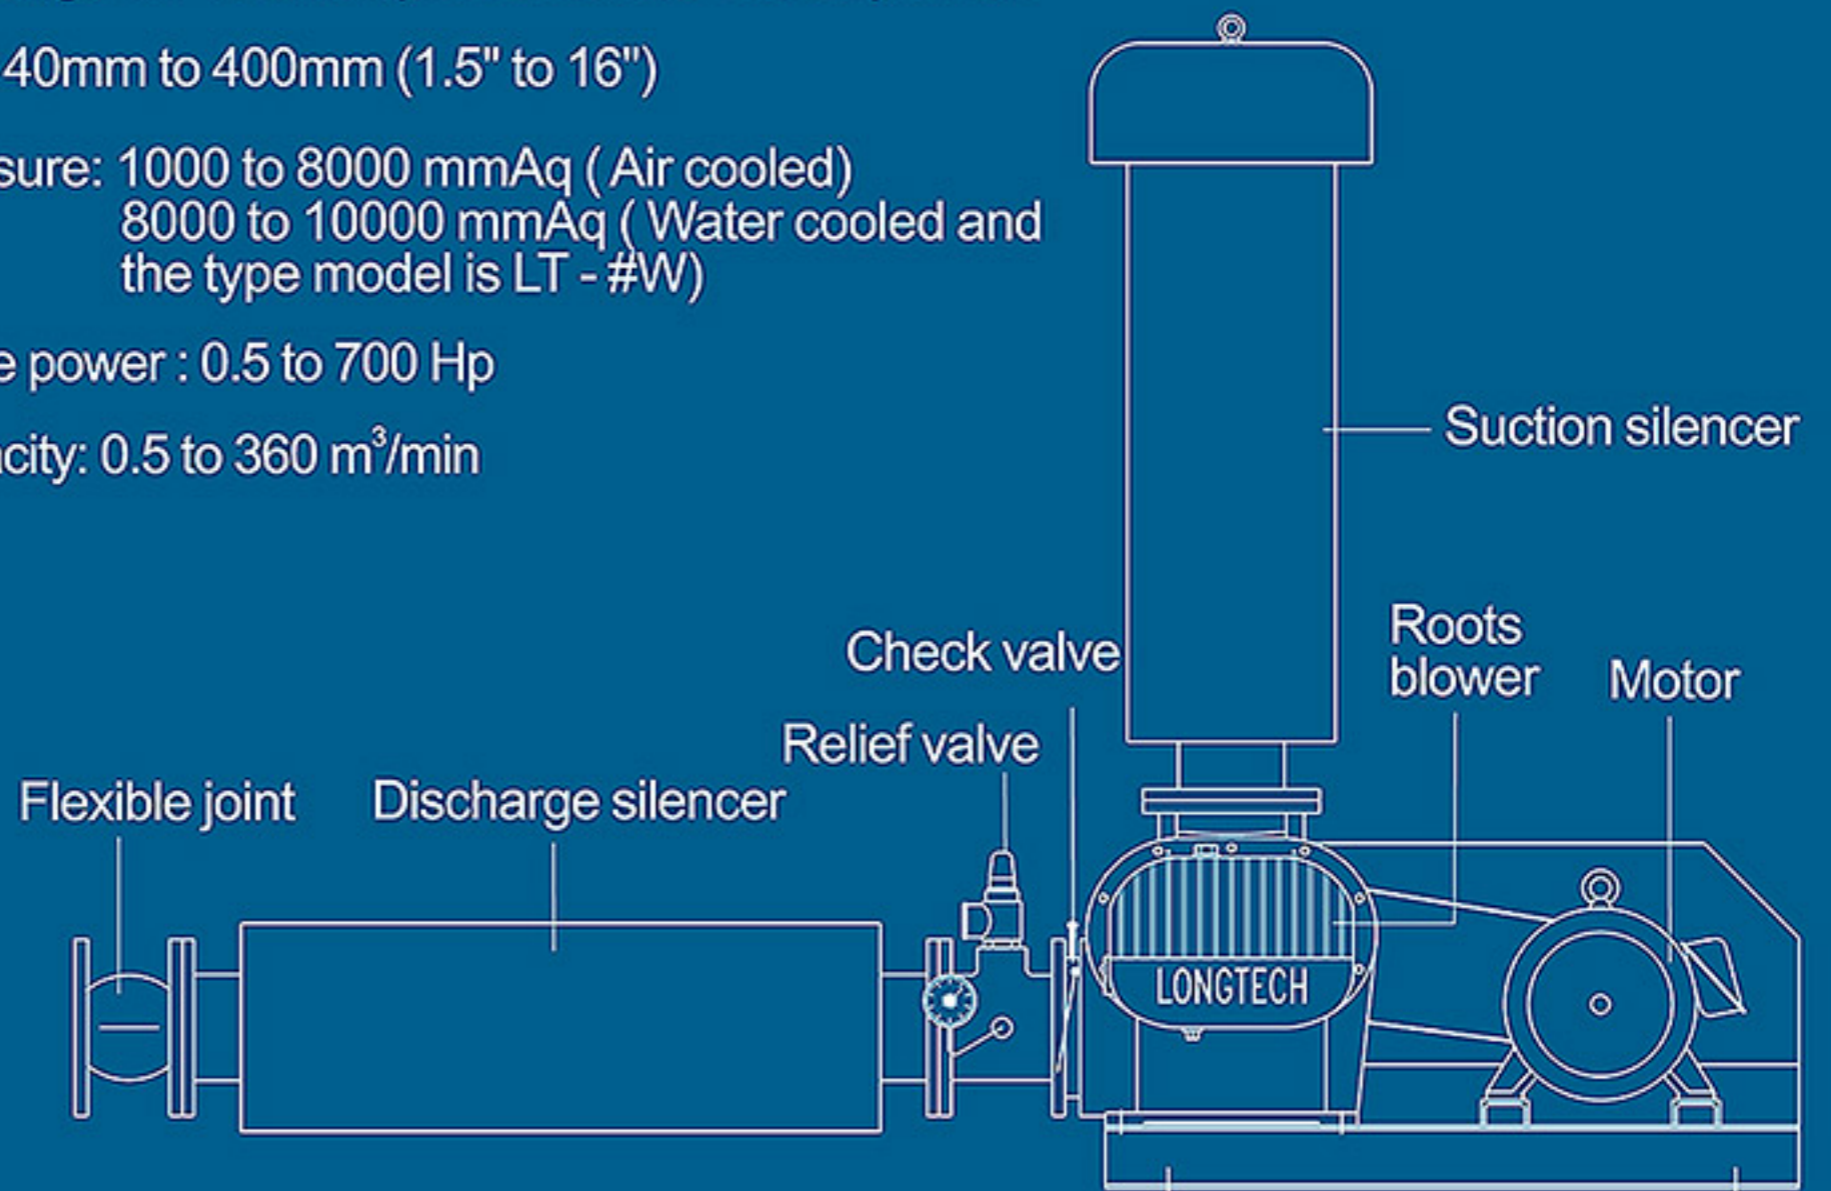 40mm to 400mm (1.5" to 16")
sure: 1000 to 8000 mmAq ( Air cooled)
8000 to 10000 mmAq ( Water cooled and
the type model is LT - #W)
e power : 0.5 to 700 Hp
city: 0.5 to 360 m³/min
Suction silencer
Roots
blower
Motor
Check valve
Relief valve
Flexible joint
Discharge silencer
LONGTECH